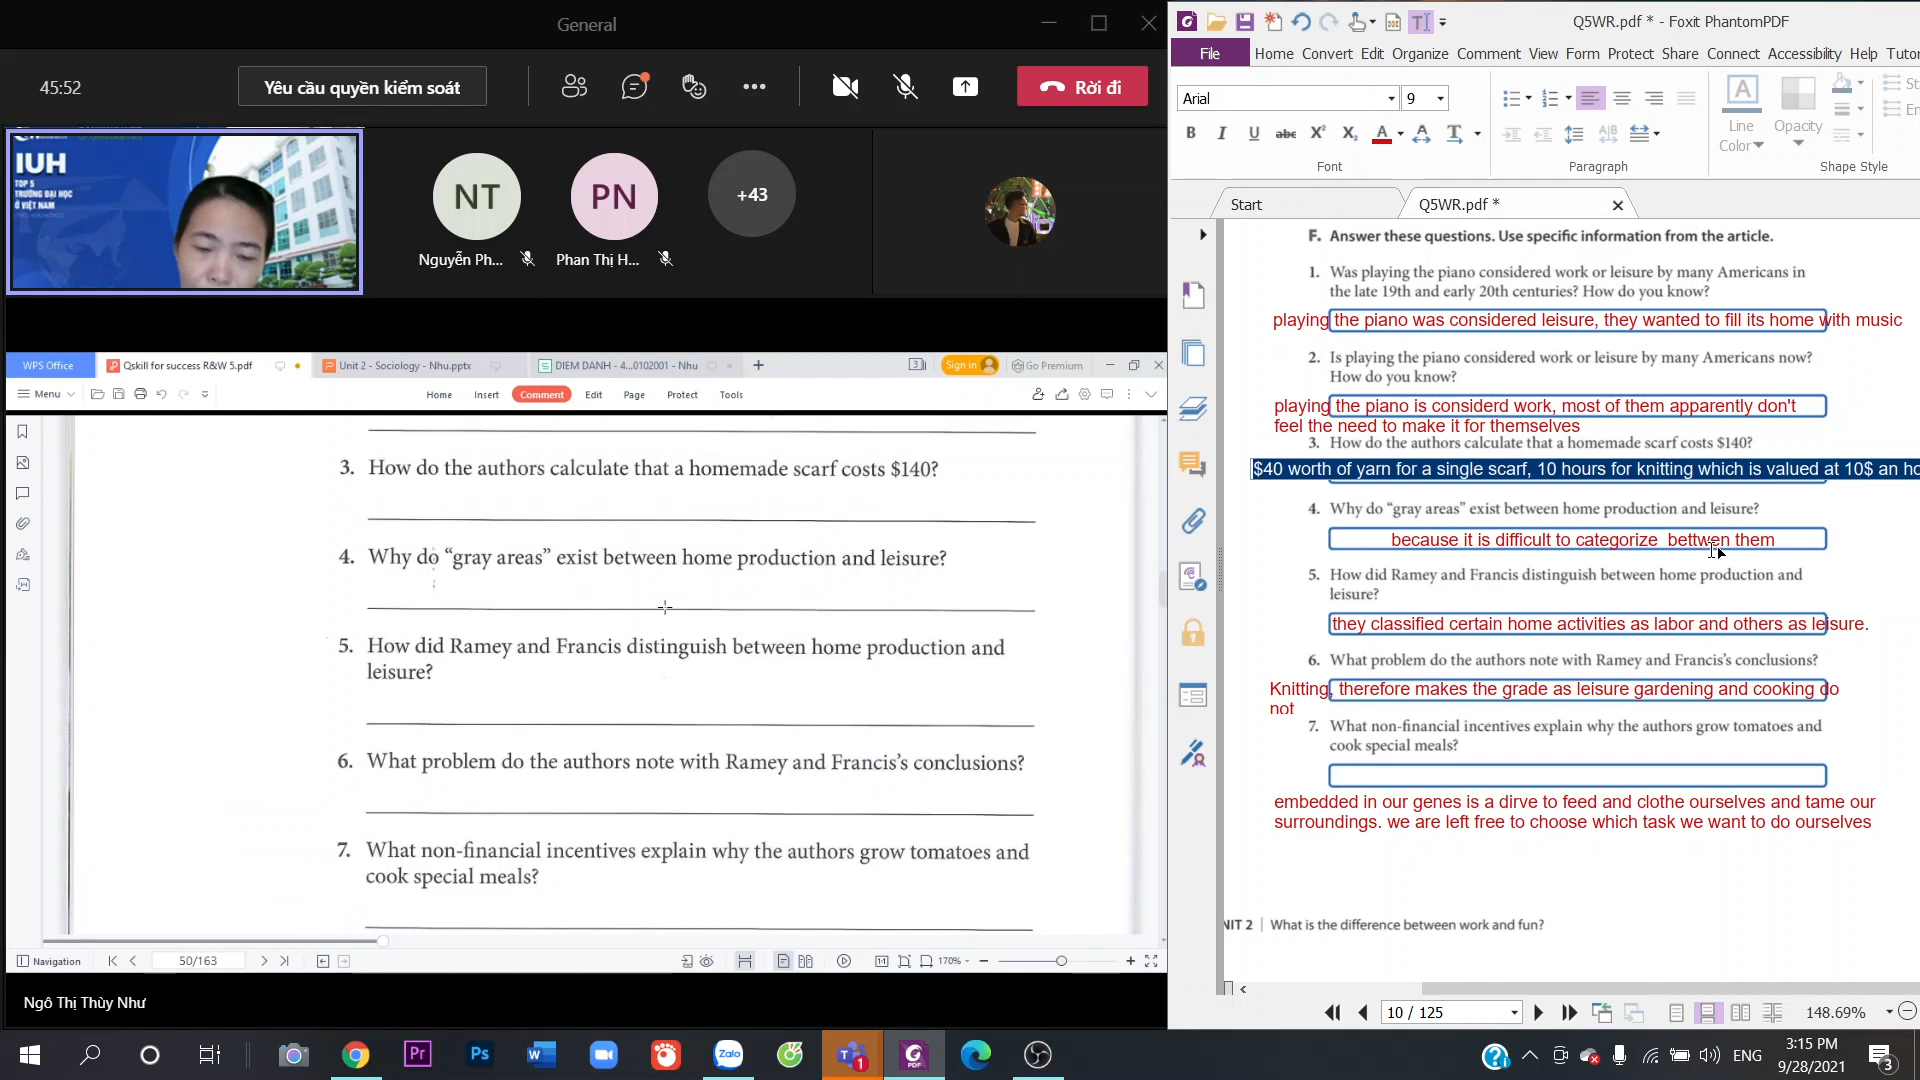 General
45:52
Yêu cầu quyền kiểm soát
Rời đi
IUH
TOP 5
TRƯỜNG ĐẠI HỌC
Ở VIỆT NAM
NT
PN
+43
Nguyễn Ph...
Phan Thị H...
WPS Office
Qskill for success R&W 5.pdf
Unit 2 - Sociology - Nhu.pptx
DIEM DANH - 4...0102001 - Nhu
Sign in
Go Premium
Menu
Home
Insert
Comment
Edit
Page
Protect
Tools
3. How do the authors calculate that a homemade scarf costs $140?
4. Why do “gray areas” exist between home production and leisure?
5. How did Ramey and Francis distinguish between home production and
leisure?
6. What problem do the authors note with Ramey and Francis’s conclusions?
7. What non-financial incentives explain why the authors grow tomatoes and
cook special meals?
Navigation
50/163
170%
Ngô Thị Thùy Như
Q5WR.pdf * - Foxit PhantomPDF
File
Home
Convert
Edit
Organize
Comment
View
Form
Protect
Share
Connect
Accessibility
Help
Tutor
Arial
9
Line
Color
Opacity
Font
Paragraph
Shape Style
Start
Q5WR.pdf *
F. Answer these questions. Use specific information from the article.
1. Was playing the piano considered work or leisure by many Americans in
the late 19th and early 20th centuries? How do you know?
playing the piano was considered leisure, they wanted to fill its home with music
2. Is playing the piano considered work or leisure by many Americans now?
How do you know?
playing the piano is considerd work, most of them apparently don't
feel the need to make it for themselves
3. How do the authors calculate that a homemade scarf costs $140?
$40 worth of yarn for a single scarf, 10 hours for knitting which is valued at 10$ an ho
4. Why do “gray areas” exist between home production and leisure?
because it is difficult to categorize bettwen them
5. How did Ramey and Francis distinguish between home production and
leisure?
they classified certain home activities as labor and others as leisure.
6. What problem do the authors note with Ramey and Francis’s conclusions?
Knitting, therefore makes the grade as leisure gardening and cooking do
not
7. What non-financial incentives explain why the authors grow tomatoes and
cook special meals?
embedded in our genes is a dirve to feed and clothe ourselves and tame our
surroundings. we are left free to choose which task we want to do ourselves
NIT 2 | What is the difference between work and fun?
10 / 125
148.69%
ENG
3:15 PM
9/28/2021
3